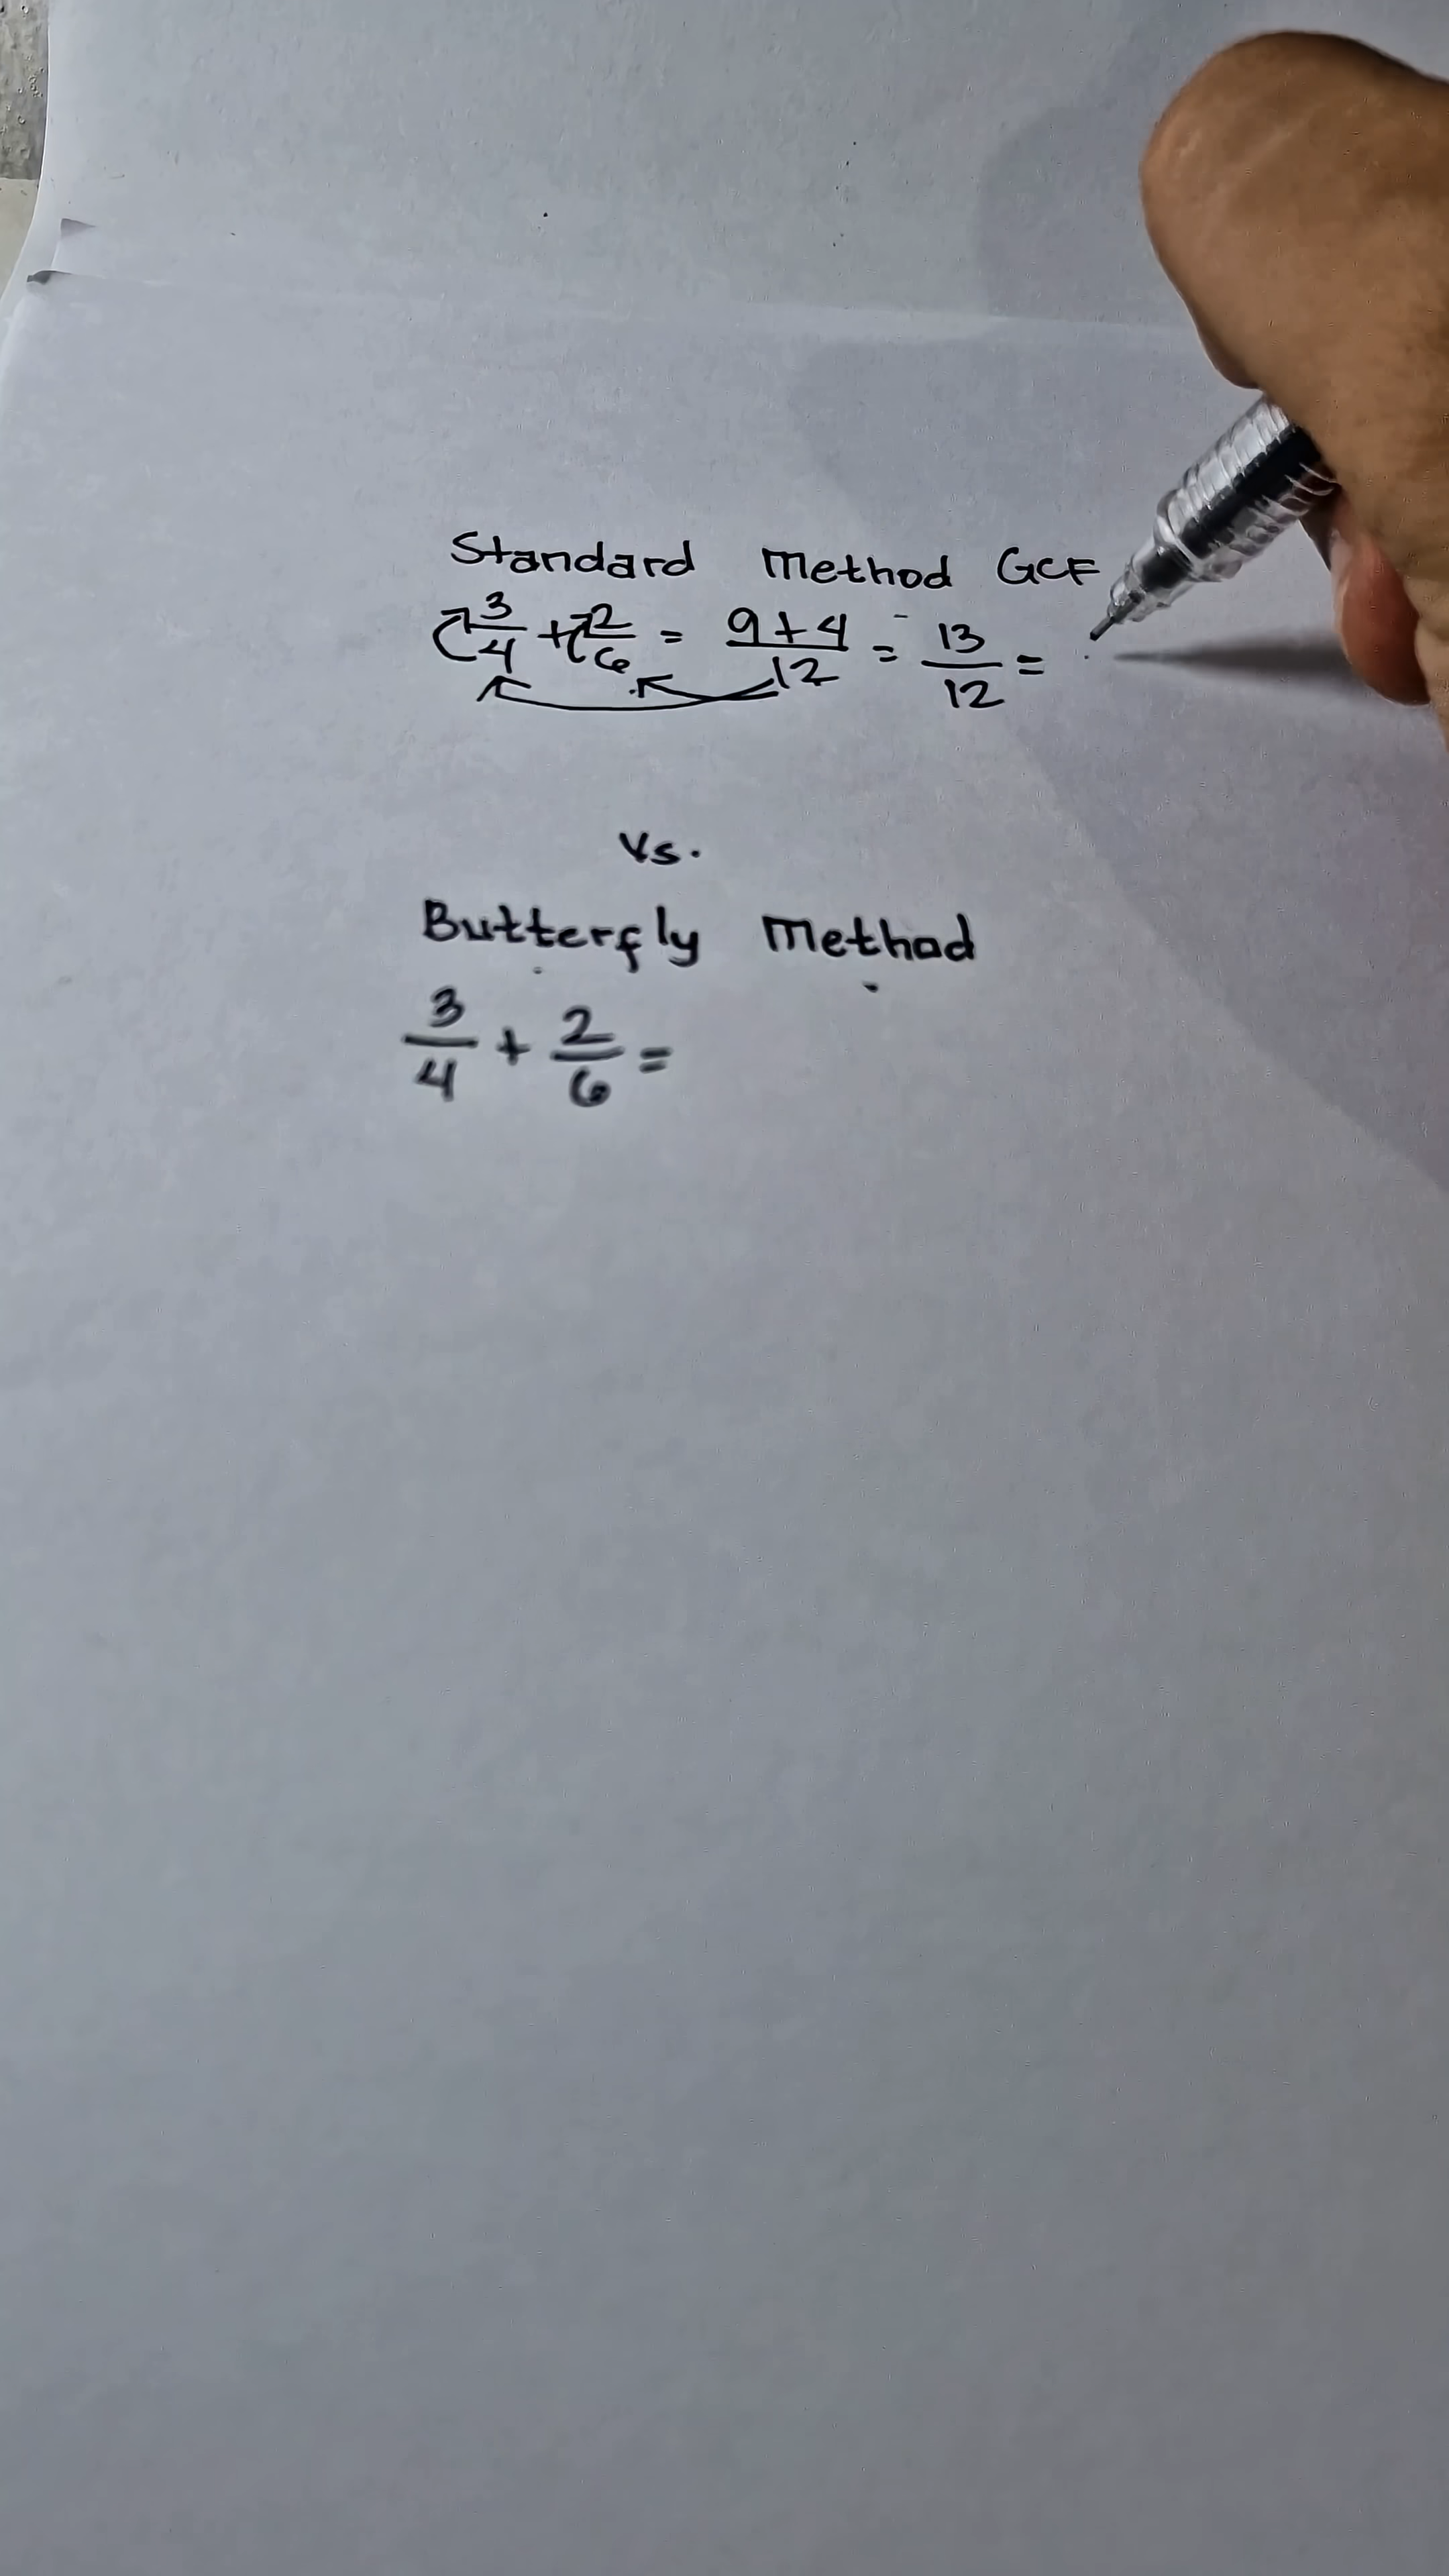 Standard Method GCF
3/4 + 2/6 = 9+4/12 = 13/12 =
Vs.
Butterfly Method
3/4 + 2/6 =